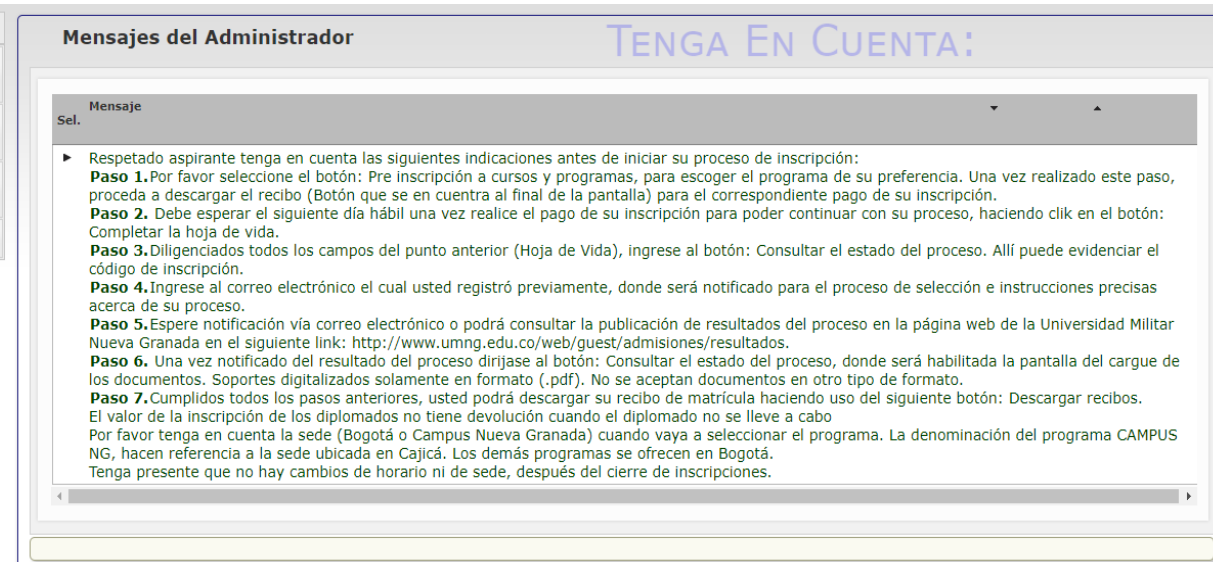 Mensajes del Administrador
TENGA EN CUENTA:
Mensaje
Sel.
Respetado aspirante tenga en cuenta las siguientes indicaciones antes de iniciar su proceso de inscripción:
Paso 1.Por favor seleccione el botón: Pre inscripción a cursos y programas, para escoger el programa de su preferencia. Una vez realizado este paso,
proceda a descargar el recibo (Botón que se en cuentra al final de la pantalla) para el correspondiente pago de su inscripción.
Paso 2. Debe esperar el siguiente día hábil una vez realice el pago de su inscripción para poder continuar con su proceso, haciendo clik en el botón:
Completar la hoja de vida.
Paso 3.Diligenciados todos los campos del punto anterior (Hoja de Vida), ingrese al botón: Consultar el estado del proceso. Allí puede evidenciar el
código de inscripción.
Paso 4.Ingrese al correo electrónico el cual usted registró previamente, donde será notificado para el proceso de selección e instrucciones precisas
acerca de su proceso.
Paso 5.Espere notificación vía correo electrónico o podrá consultar la publicación de resultados del proceso en la página web de la Universidad Militar
Nueva Granada en el siguiente link: http://www.umng.edu.co/web/guest/admisiones/resultados.
Paso 6. Una vez notificado del resultado del proceso dirijase al botón: Consultar el estado del proceso, donde será habilitada la pantalla del cargue de
los documentos. Soportes digitalizados solamente en formato (.pdf). No se aceptan documentos en otro tipo de formato.
Paso 7.Cumplidos todos los pasos anteriores, usted podrá descargar su recibo de matrícula haciendo uso del siguiente botón: Descargar recibos.
El valor de la inscripción de los diplomados no tiene devolución cuando el diplomado no se lleve a cabo
Por favor tenga en cuenta la sede (Bogotá o Campus Nueva Granada) cuando vaya a seleccionar el programa. La denominación del programa CAMPUS
NG, hacen referencia a la sede ubicada en Cajicá. Los demás programas se ofrecen en Bogotá.
Tenga presente que no hay cambios de horario ni de sede, después del cierre de inscripciones.